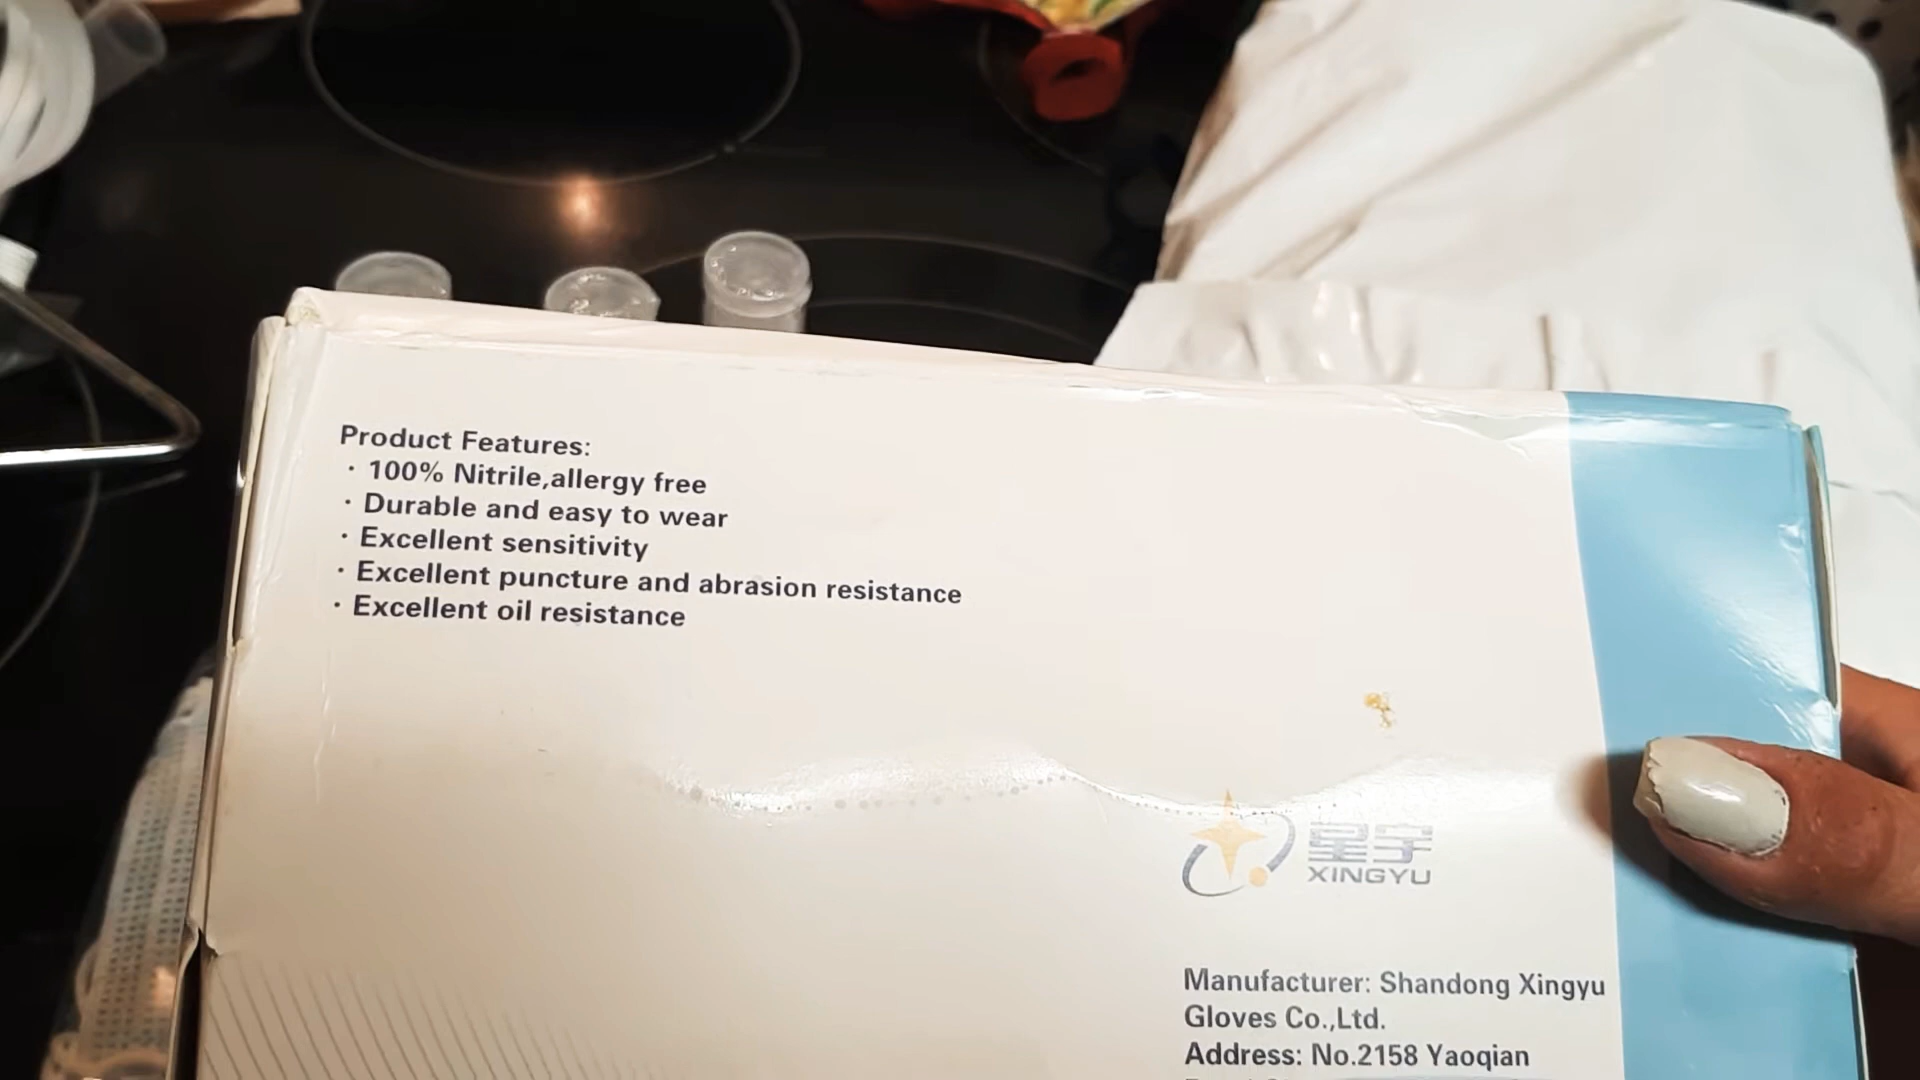 Product Features:
· 100% Nitrile,allergy free
· Durable and easy to wear
· Excellent sensitivity
· Excellent puncture and abrasion resistance
· Excellent oil resistance
星宇
XINGYU
Manufacturer: Shandong Xingyu
Gloves Co.,Ltd.
Address: No.2158 Yaoqian